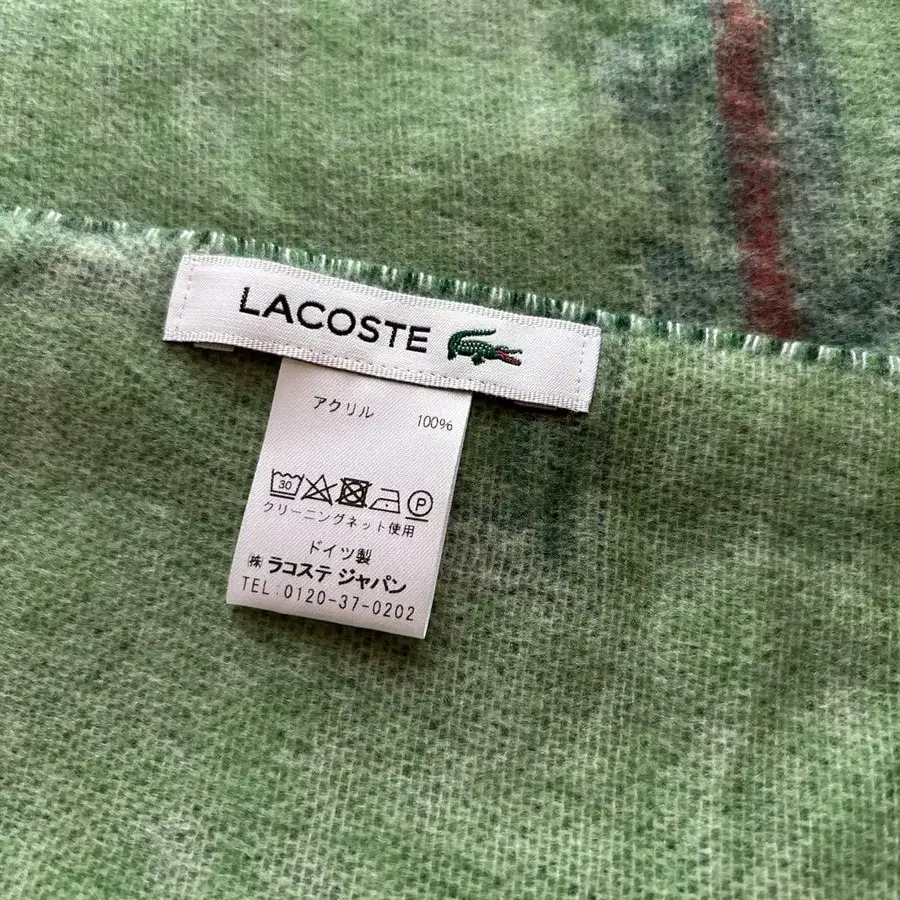 LACOSTE
アクリル 100%
30 P
クリーニングネット使用
ドイツ製
㈱ ラコステ ジャパン
TEL:0120-37-0202